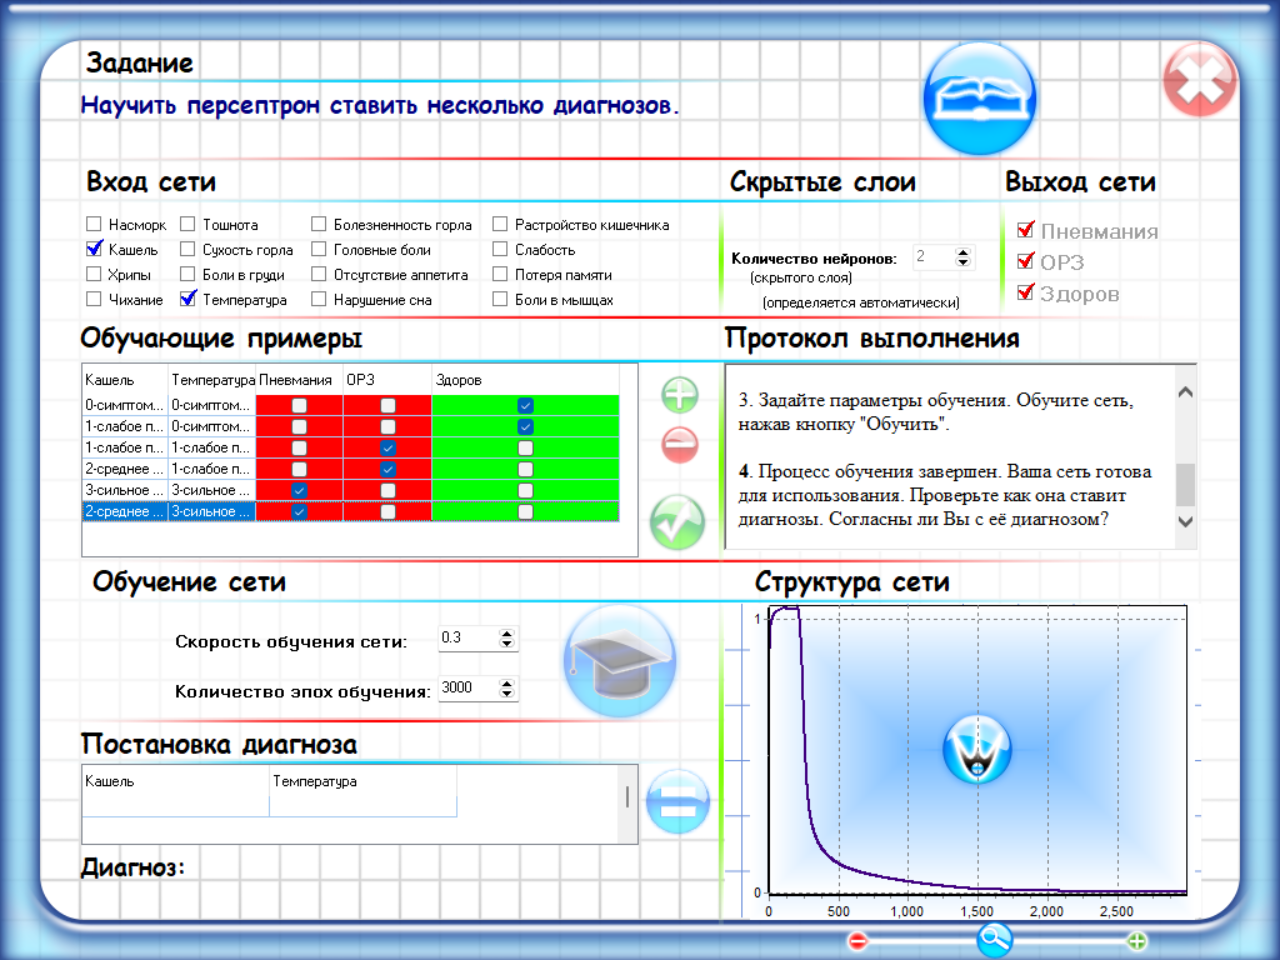 Задание
Научить персептрон ставить несколько диагнозов.
Вход сети
Скрытые слои
Выход сети
Насморк
Тошнота
Болезненность горла
Растройство кишечника
Кашель
Сухость горла
Головные боли
Слабость
Хрипы
Боли в груди
Отсутствие аппетита
Потеря памяти
Чихание
Температура
Нарушение сна
Боли в мышцах
Количество нейронов: 2
(скрытого слоя)
(определяется автоматически)
Пневмания
ОРЗ
Здоров
Обучающие примеры
Кашель Температура Пневмания ОРЗ Здоров
0-симптом... 0-симптом...
1-слабое п... 0-симптом...
1-слабое п... 1-слабое п...
2-среднее ... 1-слабое п...
3-сильное ... 3-сильное ...
2-среднее ... 3-сильное ...
Протокол выполнения
3. Задайте параметры обучения. Обучите сеть,
нажав кнопку "Обучить".
4. Процесс обучения завершен. Ваша сеть готова
для использования. Проверьте как она ставит
диагнозы. Согласны ли Вы с её диагнозом?
Обучение сети
Скорость обучения сети: 0.3
Количество эпох обучения: 3000
Постановка диагноза
Кашель Температура
Диагноз:
Структура сети
1
0
0 500 1,000 1,500 2,000 2,500